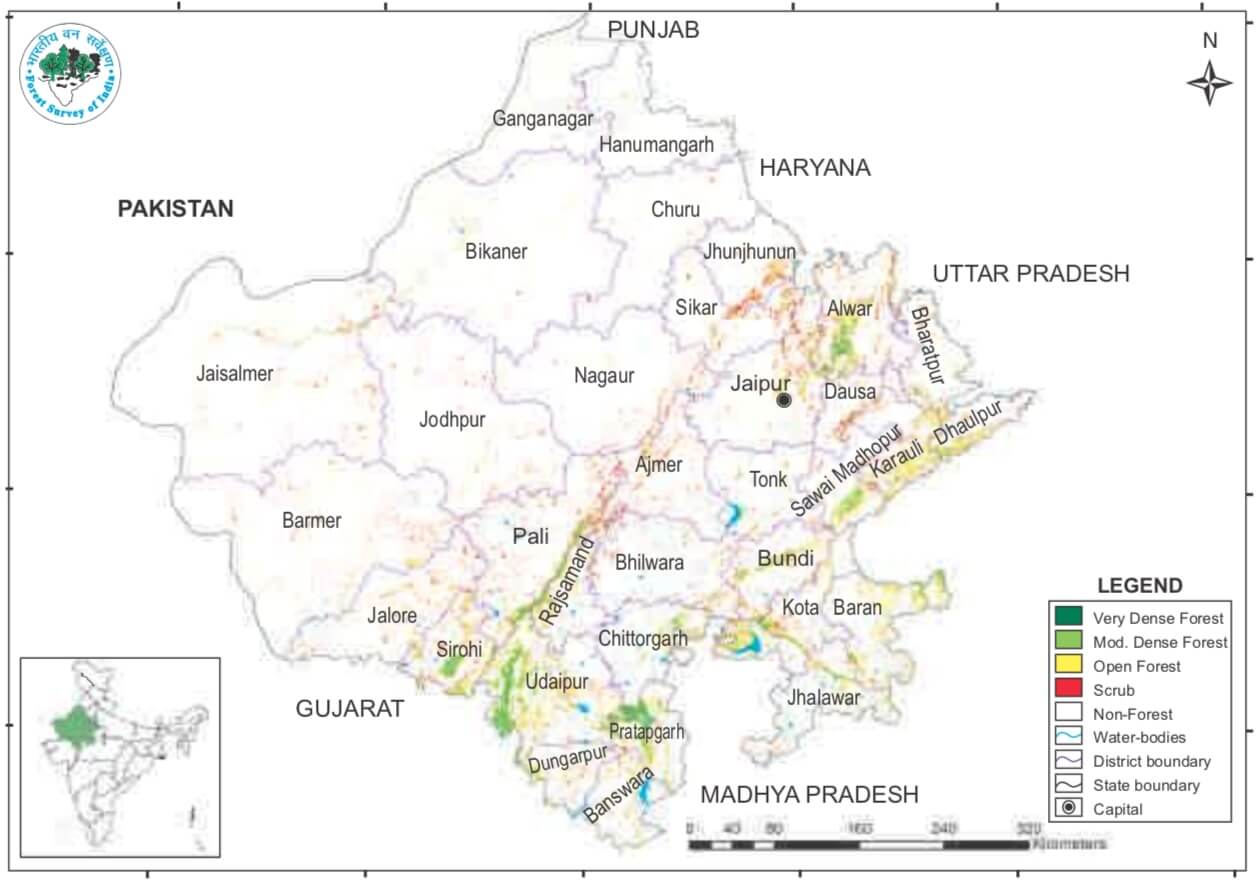 भारतीय वन सर्वेक्षण
Forest Survey of India
N
PUNJAB
Ganganagar
Hanumangarh
HARYANA
PAKISTAN
Churu
Bikaner
Jhunjhunun
UTTAR PRADESH
Sikar
Alwar
Bharatpur
Jaisalmer
Nagaur
Jaipur
Dausa
Jodhpur
Dhaulpur
Karauli
Sawai Madhopur
Ajmer
Tonk
Barmer
Pali
Rajsamand
Bhilwara
Bundi
Jalore
Kota
Baran
Sirohi
Chittorgarh
Udaipur
Jhalawar
GUJARAT
Pratapgarh
Dungarpur
Banswara
MADHYA PRADESH
LEGEND
Very Dense Forest
Mod. Dense Forest
Open Forest
Scrub
Non-Forest
Water-bodies
District boundary
State boundary
Capital
0 40 80 160 240 320
Kilometers